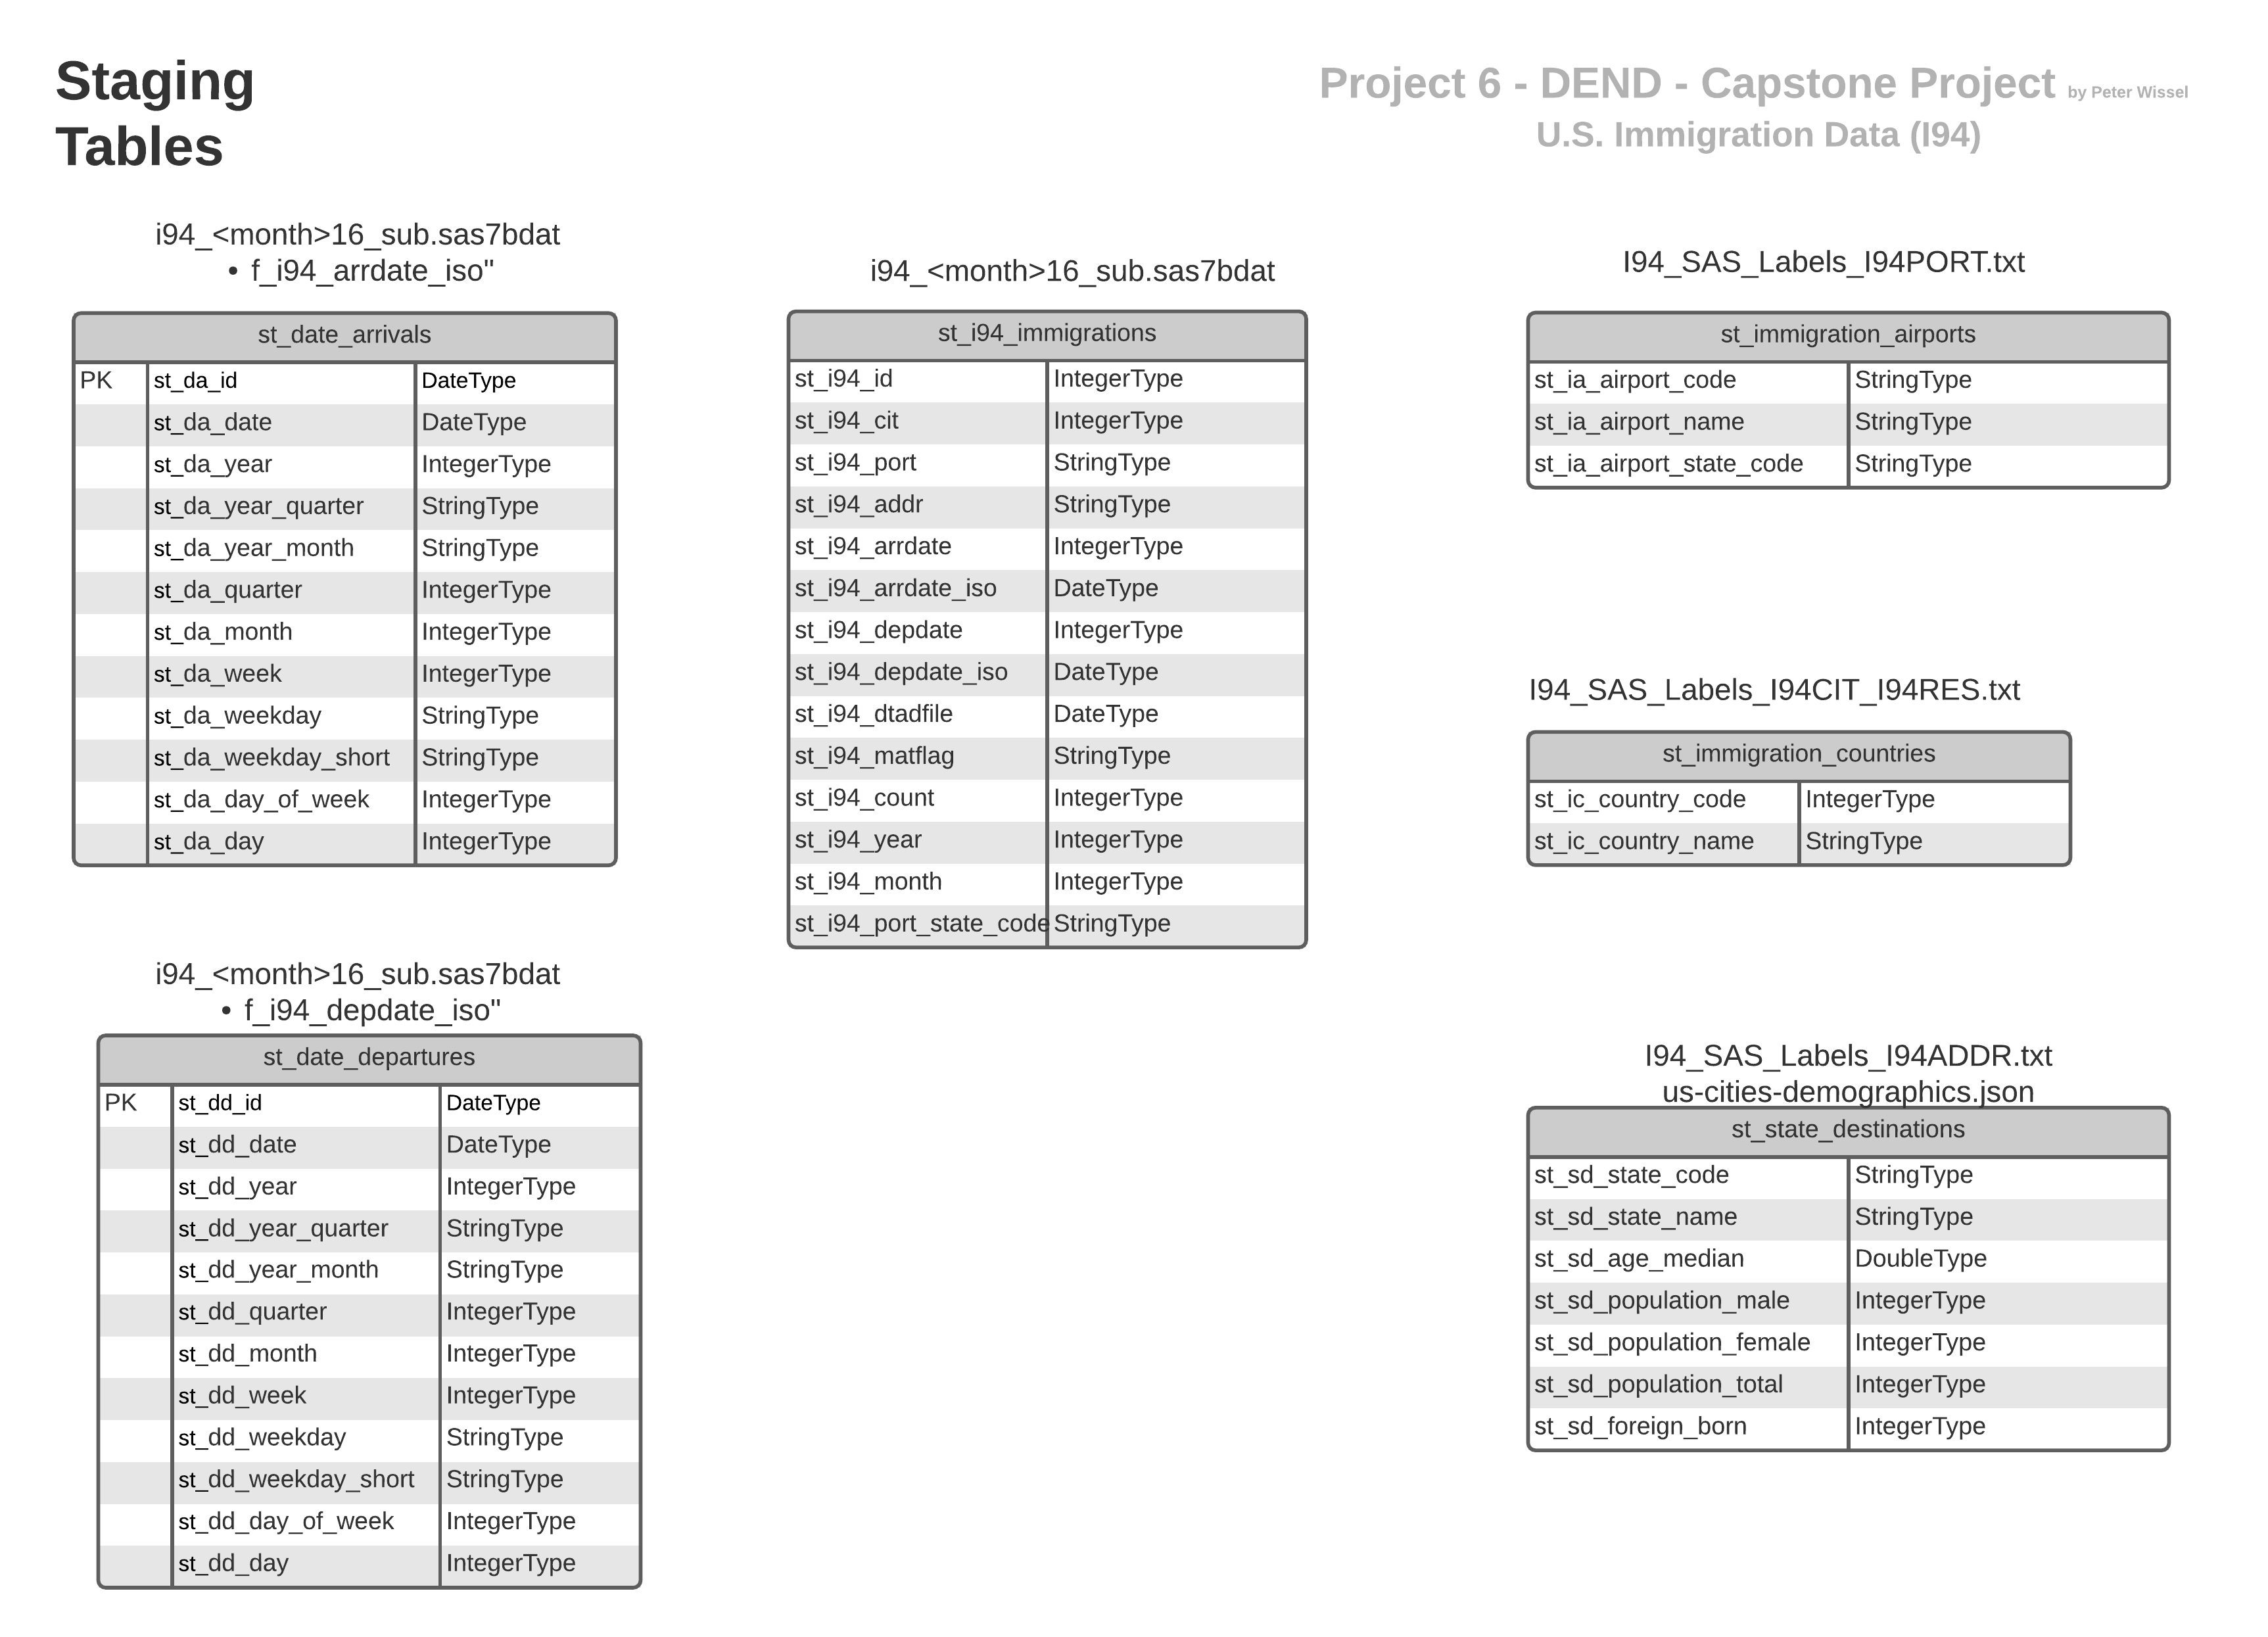 Staging
Tables
Project 6 - DEND - Capstone Project by Peter Wissel
U.S. Immigration Data (I94)
i94_<month>16_sub.sas7bdat
• f_i94_arrdate_iso"
st_date_arrivals
PK st_da_id DateType
st_da_date DateType
st_da_year IntegerType
st_da_year_quarter StringType
st_da_year_month StringType
st_da_quarter IntegerType
st_da_month IntegerType
st_da_week IntegerType
st_da_weekday StringType
st_da_weekday_short StringType
st_da_day_of_week IntegerType
st_da_day IntegerType
i94_<month>16_sub.sas7bdat
• f_i94_depdate_iso"
st_date_departures
PK st_dd_id DateType
st_dd_date DateType
st_dd_year IntegerType
st_dd_year_quarter StringType
st_dd_year_month StringType
st_dd_quarter IntegerType
st_dd_month IntegerType
st_dd_week IntegerType
st_dd_weekday StringType
st_dd_weekday_short StringType
st_dd_day_of_week IntegerType
st_dd_day IntegerType
i94_<month>16_sub.sas7bdat
st_i94_immigrations
st_i94_id IntegerType
st_i94_cit IntegerType
st_i94_port StringType
st_i94_addr StringType
st_i94_arrdate IntegerType
st_i94_arrdate_iso DateType
st_i94_depdate IntegerType
st_i94_depdate_iso DateType
st_i94_dtadfile DateType
st_i94_matflag StringType
st_i94_count IntegerType
st_i94_year IntegerType
st_i94_month IntegerType
st_i94_port_state_code StringType
I94_SAS_Labels_I94PORT.txt
st_immigration_airports
st_ia_airport_code StringType
st_ia_airport_name StringType
st_ia_airport_state_code StringType
I94_SAS_Labels_I94CIT_I94RES.txt
st_immigration_countries
st_ic_country_code IntegerType
st_ic_country_name StringType
I94_SAS_Labels_I94ADDR.txt
us-cities-demographics.json
st_state_destinations
st_sd_state_code StringType
st_sd_state_name StringType
st_sd_age_median DoubleType
st_sd_population_male IntegerType
st_sd_population_female IntegerType
st_sd_population_total IntegerType
st_sd_foreign_born IntegerType